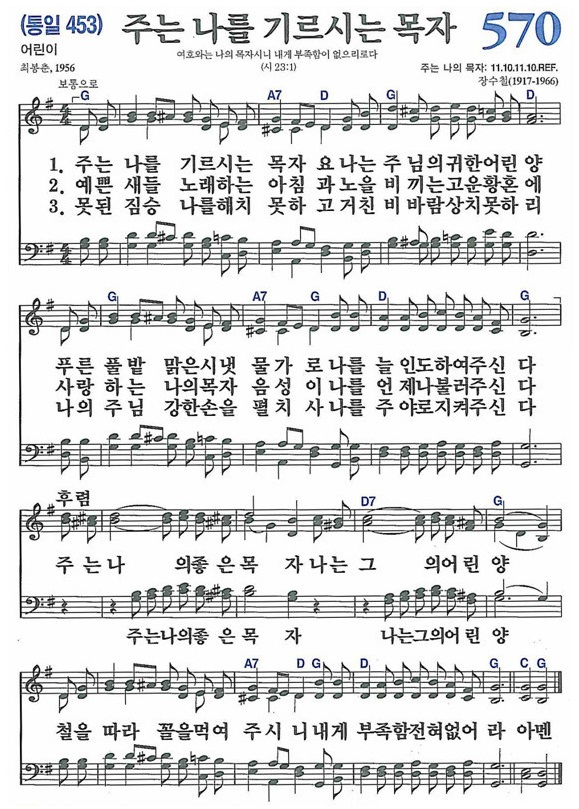 (통일 453) 주는 나를 기르시는 목자 570
어린이
여호와는 나의 목자시니 내게 부족함이 없으리로다
최봉춘, 1956
(시 23:1)
주는 나의 목자: 11.10.11.10.REF.
보통으로
장수철(1917-1966)
G A7 D G D
1. 주는 나를 기르시는 목자 요 나는 주 님의귀한어린 양
2. 예쁜 새들 노래하는 아침 과 노을 비 끼는고운황혼 에
3. 못된 짐승 나를해치 못하 고 거친 비 바람상치못하 리
G A7 G D G
푸른 풀밭 맑은시냇 물가 로 나를 늘 인도하여주신 다
사랑 하는 나의목자 음성 이 나를 언 제나불러주신 다
나의 주님 강한손을 펼치 사 나를 주 야로지켜주신 다
후렴
D7 G
주 는 나 의좋 은 목 자 나는 그 의어 린 양
주는나의좋 은 목 자 나는그의어 린 양
A7 D G D G C G
철을 따라 꼴을먹여 주시 니 내게 부족함전혀없어 라 아멘